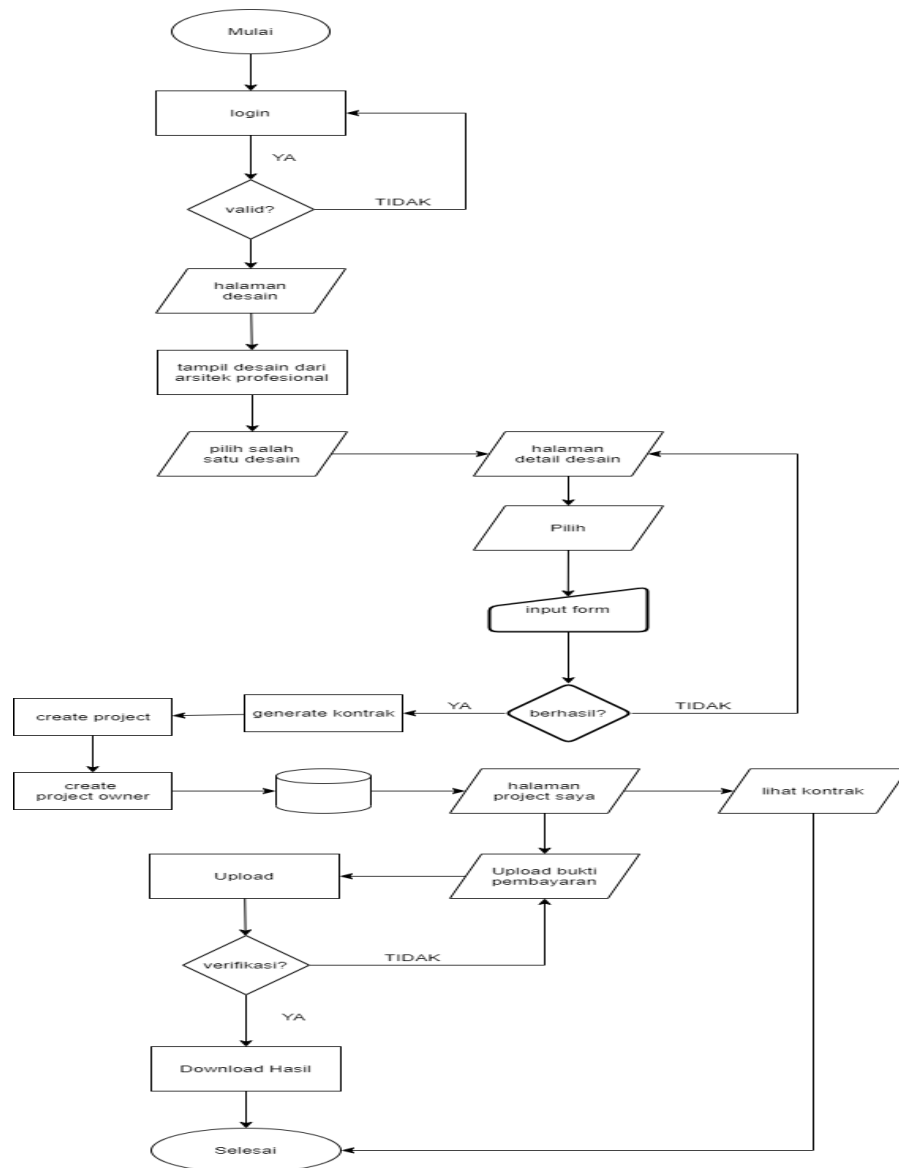 Mulai
login
YA
valid?
TIDAK
halaman
desain
tampil desain dari
arsitek profesional
pilih salah
satu desain
halaman
detail desain
Pilih
input form
berhasil?
YA
TIDAK
generate kontrak
create project
create
project owner
halaman
project saya
lihat kontrak
Upload bukti
pembayaran
Upload
verifikasi?
TIDAK
YA
Download Hasil
Selesai